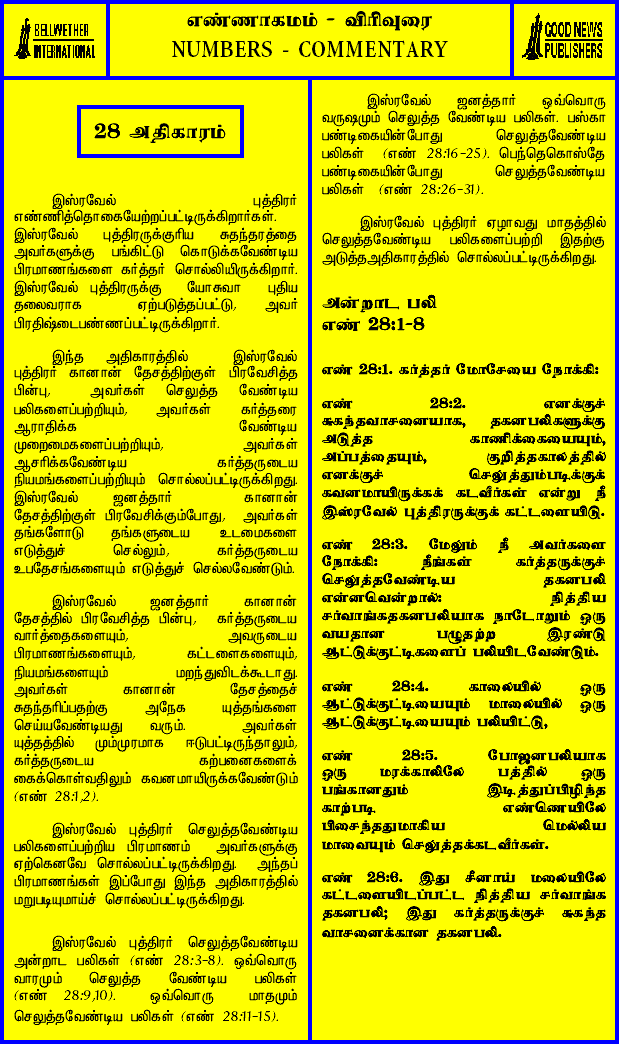 BELLWETHER
INTERNATIONAL
எண்ணாகமம் - விரிவுரை
NUMBERS - COMMENTARY
GOOD NEWS
PUBLISHERS
28 அதிகாரம்
இஸ்ரவேல் புத்திரர்
எண்ணித்தொகையேற்றப்பட்டிருக்கிறார்கள்.
இஸ்ரவேல் புத்திரருக்குரிய சுதந்தரத்தை
அவர்களுக்கு பங்கிட்டு கொடுக்கவேண்டிய
பிரமாணங்களை கர்த்தர் சொல்லியிருக்கிறார்.
இஸ்ரவேல் புத்திரருக்கு யோசுவா புதிய
தலைவராக ஏற்படுத்தப்பட்டு, அவர்
பிரதிஷ்டைபண்ணப்பட்டிருக்கிறார்.
இந்த அதிகாரத்தில் இஸ்ரவேல்
புத்திரர் கானான் தேசத்திற்குள் பிரவேசித்த
பின்பு, அவர்கள் செலுத்த வேண்டிய
பலிகளைப்பற்றியும், அவர்கள் கர்த்தரை
ஆராதிக்க வேண்டிய
முறைமைகளைப்பற்றியும், அவர்கள்
ஆசரிக்கவேண்டிய கர்த்தருடைய
நியமங்களைப்பற்றியும் சொல்லப்பட்டிருக்கிறது.
இஸ்ரவேல் ஜனத்தார் கானான்
தேசத்திற்குள் பிரவேசிக்கும்போது, அவர்கள்
தங்களோடு தங்களுடைய உடமைகளை
எடுத்துச் செல்லும், கர்த்தருடைய
உபதேசங்களையும் எடுத்துச் செல்லவேண்டும்.
இஸ்ரவேல் ஜனத்தார் கானான்
தேசத்தில் பிரவேசித்த பின்பு, கர்த்தருடைய
வார்த்தைகளையும், அவருடைய
பிரமாணங்களையும், கட்டளைகளையும்,
நியமங்களையும் மறந்துவிடக்கூடாது.
அவர்கள் கானான் தேசத்தைச்
சுதந்தரிப்பதற்கு அநேக யுத்தங்களை
செய்யவேண்டியது வரும். அவர்கள்
யுத்தத்தில் மும்முரமாக ஈடுபட்டிருந்தாலும்,
கர்த்தருடைய கற்பனைகளைக்
கைக்கொள்வதிலும் கவனமாயிருக்கவேண்டும்
(எண் 28:1,2).
இஸ்ரவேல் புத்திரர் செலுத்தவேண்டிய
பலிகளைப்பற்றிய பிரமாணம் அவர்களுக்கு
ஏற்கெனவே சொல்லப்பட்டிருக்கிறது. அந்தப்
பிரமாணங்கள் இப்போது இந்த அதிகாரத்தில்
மறுபடியுமாய்ச் சொல்லப்பட்டிருக்கிறது.
இஸ்ரவேல் புத்திரர் செலுத்தவேண்டிய
அன்றாட பலிகள் (எண் 28:3-8). ஒவ்வொரு
வாரமும் செலுத்த வேண்டிய பலிகள்
(எண் 28:9,10). ஒவ்வொரு மாதமும்
செலுத்தவேண்டிய பலிகள் (எண் 28:11-15).
இஸ்ரவேல் ஜனத்தார் ஒவ்வொரு
வருஷமும் செலுத்த வேண்டிய பலிகள். பஸ்கா
பண்டிகையின்போது செலுத்தவேண்டிய
பலிகள் (எண் 28:16-25). பெந்தெகொஸ்தே
பண்டிகையின்போது செலுத்தவேண்டிய
பலிகள் (எண் 28:26-31).
இஸ்ரவேல் புத்திரர் ஏழாவது மாதத்தில்
செலுத்தவேண்டிய பலிகளைப்பற்றி இதற்கு
அடுத்தஅதிகாரத்தில் சொல்லப்பட்டிருக்கிறது.
அன்றாட பலி
எண் 28:1-8
எண் 28:1. கர்த்தர் மோசேயை நோக்கி:
எண் 28:2. எனக்குச்
சுகந்தவாசனையாக, தகனபலிகளுக்கு
அடுத்த காணிக்கையையும்,
அப்பத்தையும், குறித்தகாலத்தில்
எனக்குச் செலுத்தும்படிக்குக்
கவனமாயிருக்கக் கடவீர்கள் என்று நீ
இஸ்ரவேல் புத்திரருக்குக் கட்டளையிடு.
எண் 28:3. மேலும் நீ அவர்களை
நோக்கி: நீங்கள் கர்த்தருக்குச்
செலுத்தவேண்டிய தகனபலி
என்னவென்றால்: நித்திய
சர்வாங்கதகனபலியாக நாடோறும் ஒரு
வயதான பழுதற்ற இரண்டு
ஆட்டுக்குட்டிகளைப் பலியிடவேண்டும்.
எண் 28:4. காலையில் ஒரு
ஆட்டுக்குட்டியையும் மாலையில் ஒரு
ஆட்டுக்குட்டியையும் பலியிட்டு,
எண் 28:5. போஜனபலியாக
ஒரு மரக்காலிலே பத்தில் ஒரு
பங்கானதும் இடித்துப்பிழிந்த
காற்படி எண்ணெயிலே
பிசைந்ததுமாகிய மெல்லிய
மாவையும் செலுத்தக்கடவீர்கள்.
எண் 28:6. இது சீனாய் மலையிலே
கட்டளையிடப்பட்ட நித்திய சர்வாங்க
தகனபலி; இது கர்த்தருக்குச் சுகந்த
வாசனைக்கான தகனபலி.